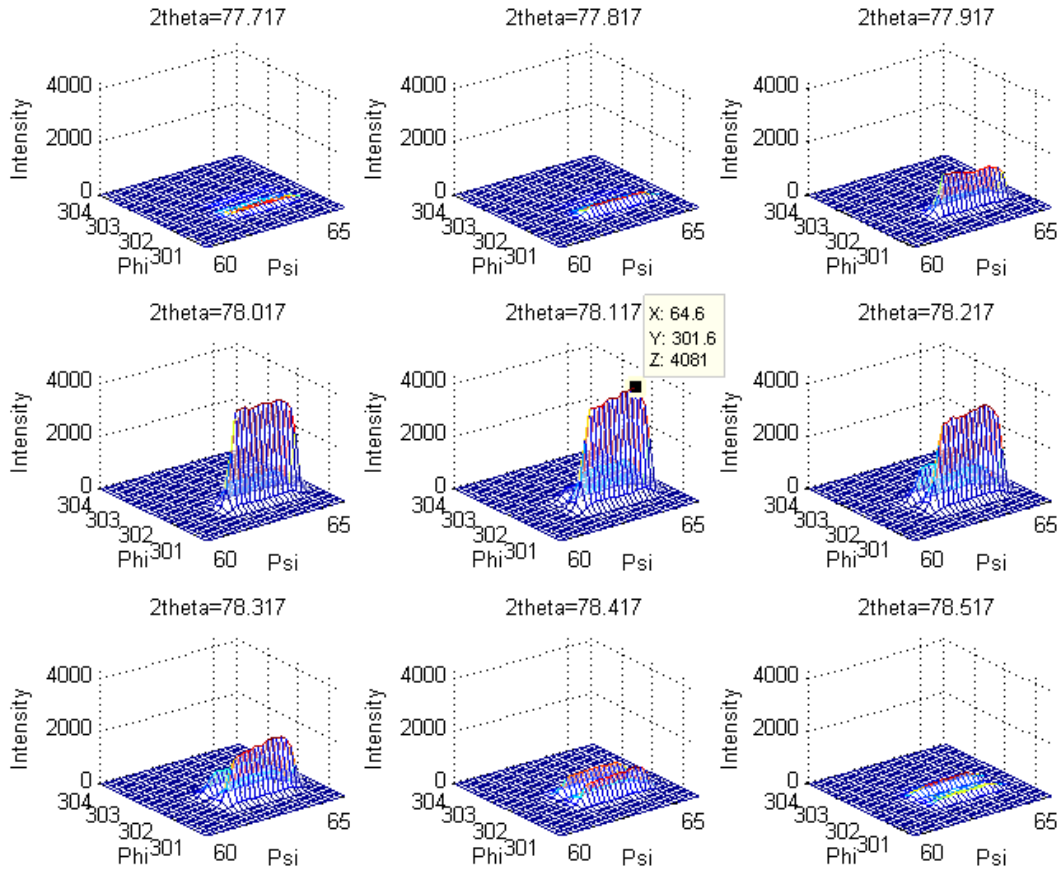 2theta=77.717
2theta=77.817
2theta=77.917
4000
2000
0
Intensity
304
303
302
301
Phi
60
65
Psi
4000
2000
0
Intensity
304
303
302
301
Phi
60
65
Psi
4000
2000
0
Intensity
304
303
302
301
Phi
60
65
Psi
2theta=78.017
2theta=78.117
2theta=78.217
X: 64.6
Y: 301.6
Z: 4081
4000
2000
0
Intensity
304
303
302
301
Phi
60
65
Psi
4000
2000
0
Intensity
304
303
302
301
Phi
60
65
Psi
4000
2000
0
Intensity
304
303
302
301
Phi
60
65
Psi
2theta=78.317
2theta=78.417
2theta=78.517
4000
2000
0
Intensity
304
303
302
301
Phi
60
65
Psi
4000
2000
0
Intensity
304
303
302
301
Phi
60
65
Psi
4000
2000
0
Intensity
304
303
302
301
Phi
60
65
Psi